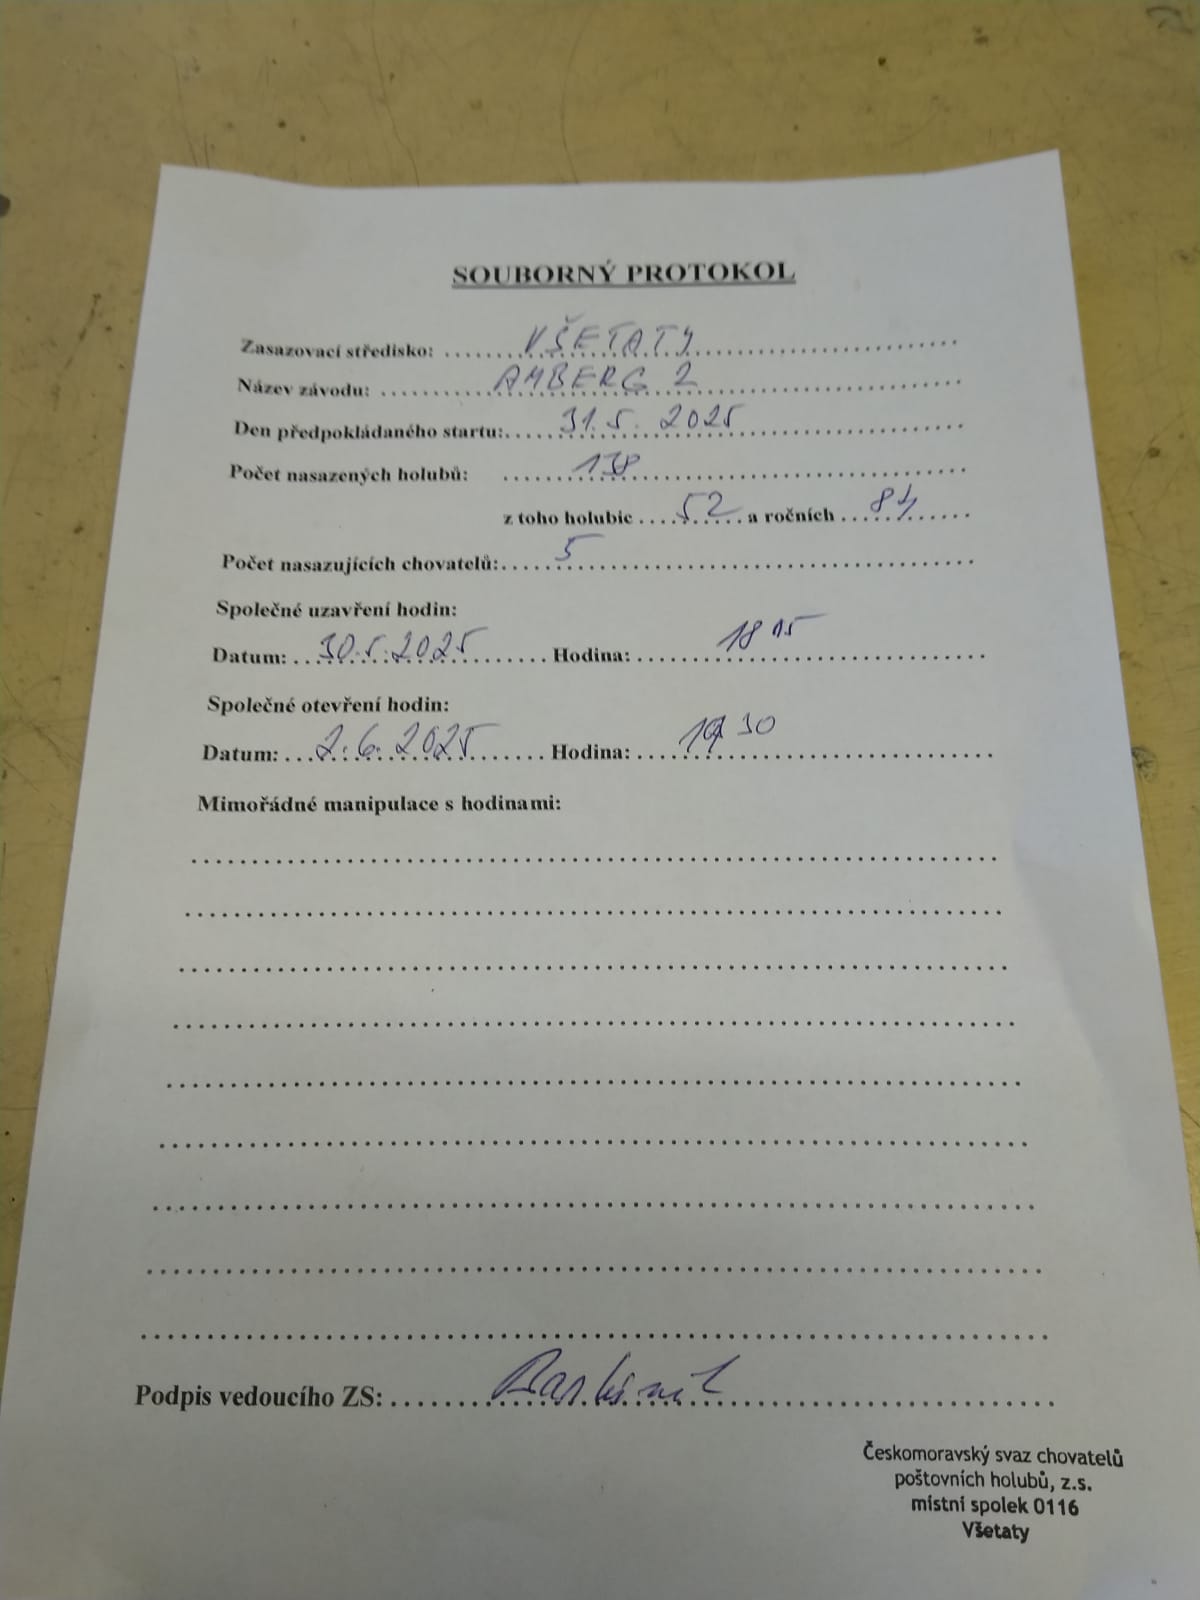 SOUBORNÝ PROTOKOL
Zasazovací středisko: VŠETATY
Název závodu: AMBERG 2
Den předpokládaného startu: 31.5. 2025
Počet nasazených holubů: 138
z toho holubic 52 a ročních 84
Počet nasazujících chovatelů: 5
Společné uzavření hodin:
Datum: 30.5.2025 Hodina: 18 15
Společné otevření hodin:
Datum: 2.6.2025 Hodina: 30
Mimořádné manipulace s hodinami:
Podpis vedoucího ZS:
Českomoravský svaz chovatelů
poštovních holubů, z.s.
místní spolek 0116
Všetaty